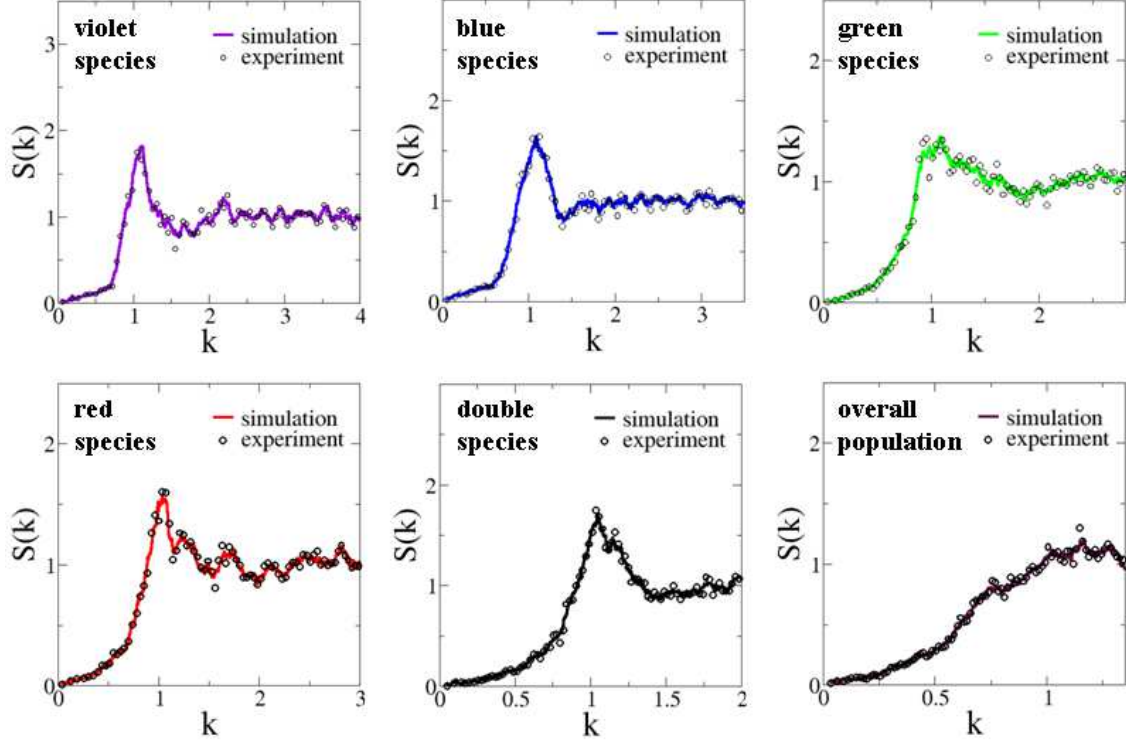 violet
species
simulation
experiment
3
2
1
0
S(k)
0 1 2 3 4
k
blue
species
simulation
experiment
2
1
0
S(k)
0 1 2 3
k
green
species
simulation
experiment
2
1
0
S(k)
0 1 2
k
red
species
simulation
experiment
2
1
0
S(k)
0 1 2 3
k
double
species
simulation
experiment
2
1
0
S(k)
0 0.5 1 1.5 2
k
overall
population
simulation
experiment
2
1
0
S(k)
0 0.5 1
k